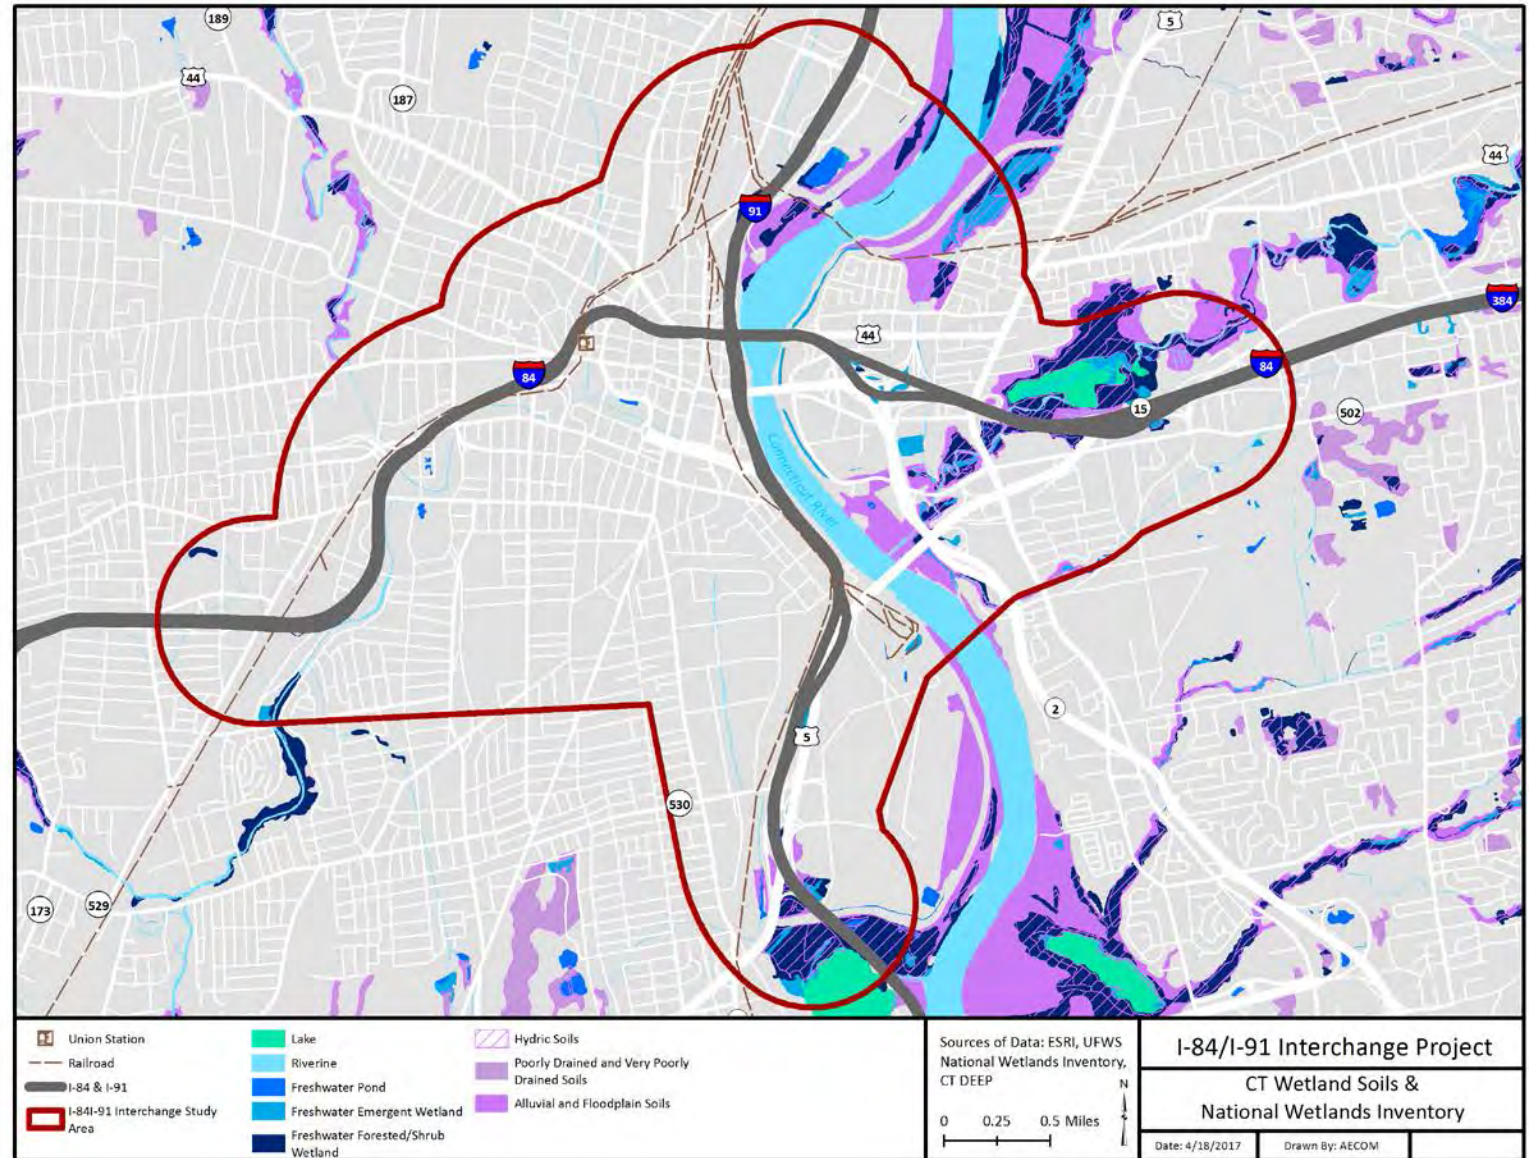 189
5
44
187
44
91
384
44
84
84
15
502
Connecticut River
2
5
530
173
529
Union Station
Railroad
I-84 & I-91
I-84I-91 Interchange Study
Area
Lake
Riverine
Freshwater Pond
Freshwater Emergent Wetland
Freshwater Forested/Shrub
Wetland
Hydric Soils
Poorly Drained and Very Poorly
Drained Soils
Alluvial and Floodplain Soils
Sources of Data: ESRI, UFWS
National Wetlands Inventory,
CT DEEP
N
0 0.25 0.5 Miles
I-84/I-91 Interchange Project
CT Wetland Soils &
National Wetlands Inventory
Date: 4/18/2017
Drawn By: AECOM